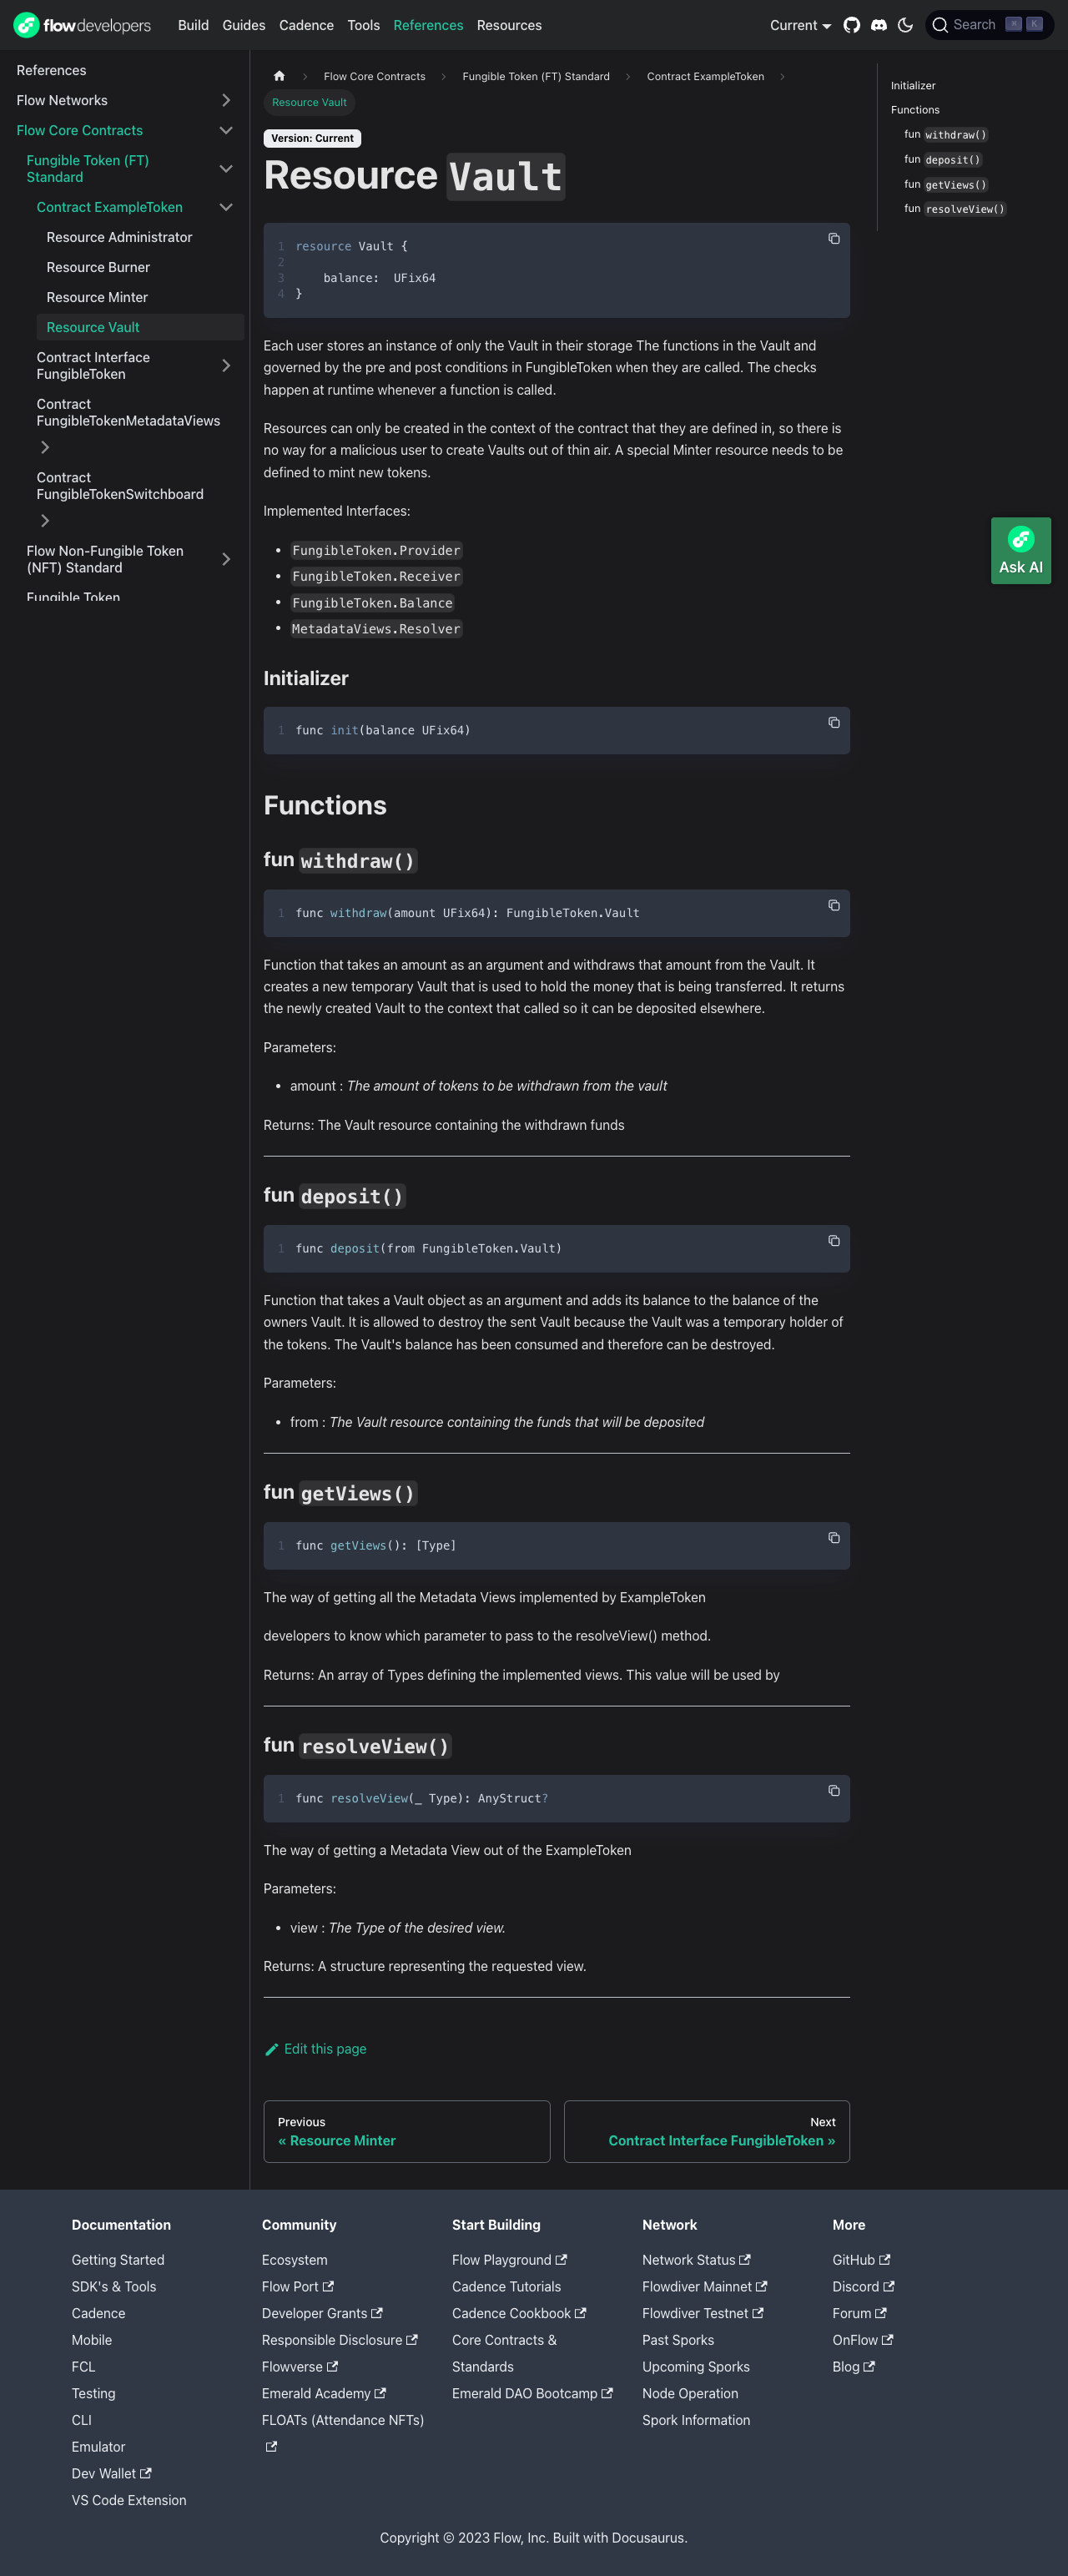 flowdevelopers Build Guides Cadence Tools References Resources Current Search ⌘ K
References
Flow Networks
Flow Core Contracts
Fungible Token (FT)
Standard
Contract ExampleToken
Resource Administrator
Resource Burner
Resource Minter
Resource Vault
Contract Interface
FungibleToken
Contract
FungibleTokenMetadataViews
Contract
FungibleTokenSwitchboard
Flow Non-Fungible Token
(NFT) Standard
Fungible Token
Flow Core Contracts Fungible Token (FT) Standard Contract ExampleToken
Resource Vault
Version: Current
Resource Vault
1 resource Vault {
2
3 balance:  UFix64
4 }
Each user stores an instance of only the Vault in their storage The functions in the Vault and
governed by the pre and post conditions in FungibleToken when they are called. The checks
happen at runtime whenever a function is called.
Resources can only be created in the context of the contract that they are defined in, so there is
no way for a malicious user to create Vaults out of thin air. A special Minter resource needs to be
defined to mint new tokens.
Implemented Interfaces:
• FungibleToken.Provider
• FungibleToken.Receiver
• FungibleToken.Balance
• MetadataViews.Resolver
Initializer
1 func init(balance UFix64)
Functions
fun withdraw()
1 func withdraw(amount UFix64): FungibleToken.Vault
Function that takes an amount as an argument and withdraws that amount from the Vault. It
creates a new temporary Vault that is used to hold the money that is being transferred. It returns
the newly created Vault to the context that called so it can be deposited elsewhere.
Parameters:
• amount : The amount of tokens to be withdrawn from the vault
Returns: The Vault resource containing the withdrawn funds
fun deposit()
1 func deposit(from FungibleToken.Vault)
Function that takes a Vault object as an argument and adds its balance to the balance of the
owners Vault. It is allowed to destroy the sent Vault because the Vault was a temporary holder of
the tokens. The Vault's balance has been consumed and therefore can be destroyed.
Parameters:
• from : The Vault resource containing the funds that will be deposited
fun getViews()
1 func getViews(): [Type]
The way of getting all the Metadata Views implemented by ExampleToken
developers to know which parameter to pass to the resolveView() method.
Returns: An array of Types defining the implemented views. This value will be used by
fun resolveView()
1 func resolveView(_ Type): AnyStruct?
The way of getting a Metadata View out of the ExampleToken
Parameters:
• view : The Type of the desired view.
Returns: A structure representing the requested view.
Edit this page
Previous
« Resource Minter
Next
Contract Interface FungibleToken »
Initializer
Functions
fun withdraw()
fun deposit()
fun getViews()
fun resolveView()
Ask AI
Documentation
Getting Started
SDK's & Tools
Cadence
Mobile
FCL
Testing
CLI
Emulator
Dev Wallet
VS Code Extension
Community
Ecosystem
Flow Port
Developer Grants
Responsible Disclosure
Flowverse
Emerald Academy
FLOATs (Attendance NFTs)
Start Building
Flow Playground
Cadence Tutorials
Cadence Cookbook
Core Contracts &
Standards
Emerald DAO Bootcamp
Network
Network Status
Flowdiver Mainnet
Flowdiver Testnet
Past Sporks
Upcoming Sporks
Node Operation
Spork Information
More
GitHub
Discord
Forum
OnFlow
Blog
Copyright © 2023 Flow, Inc. Built with Docusaurus.